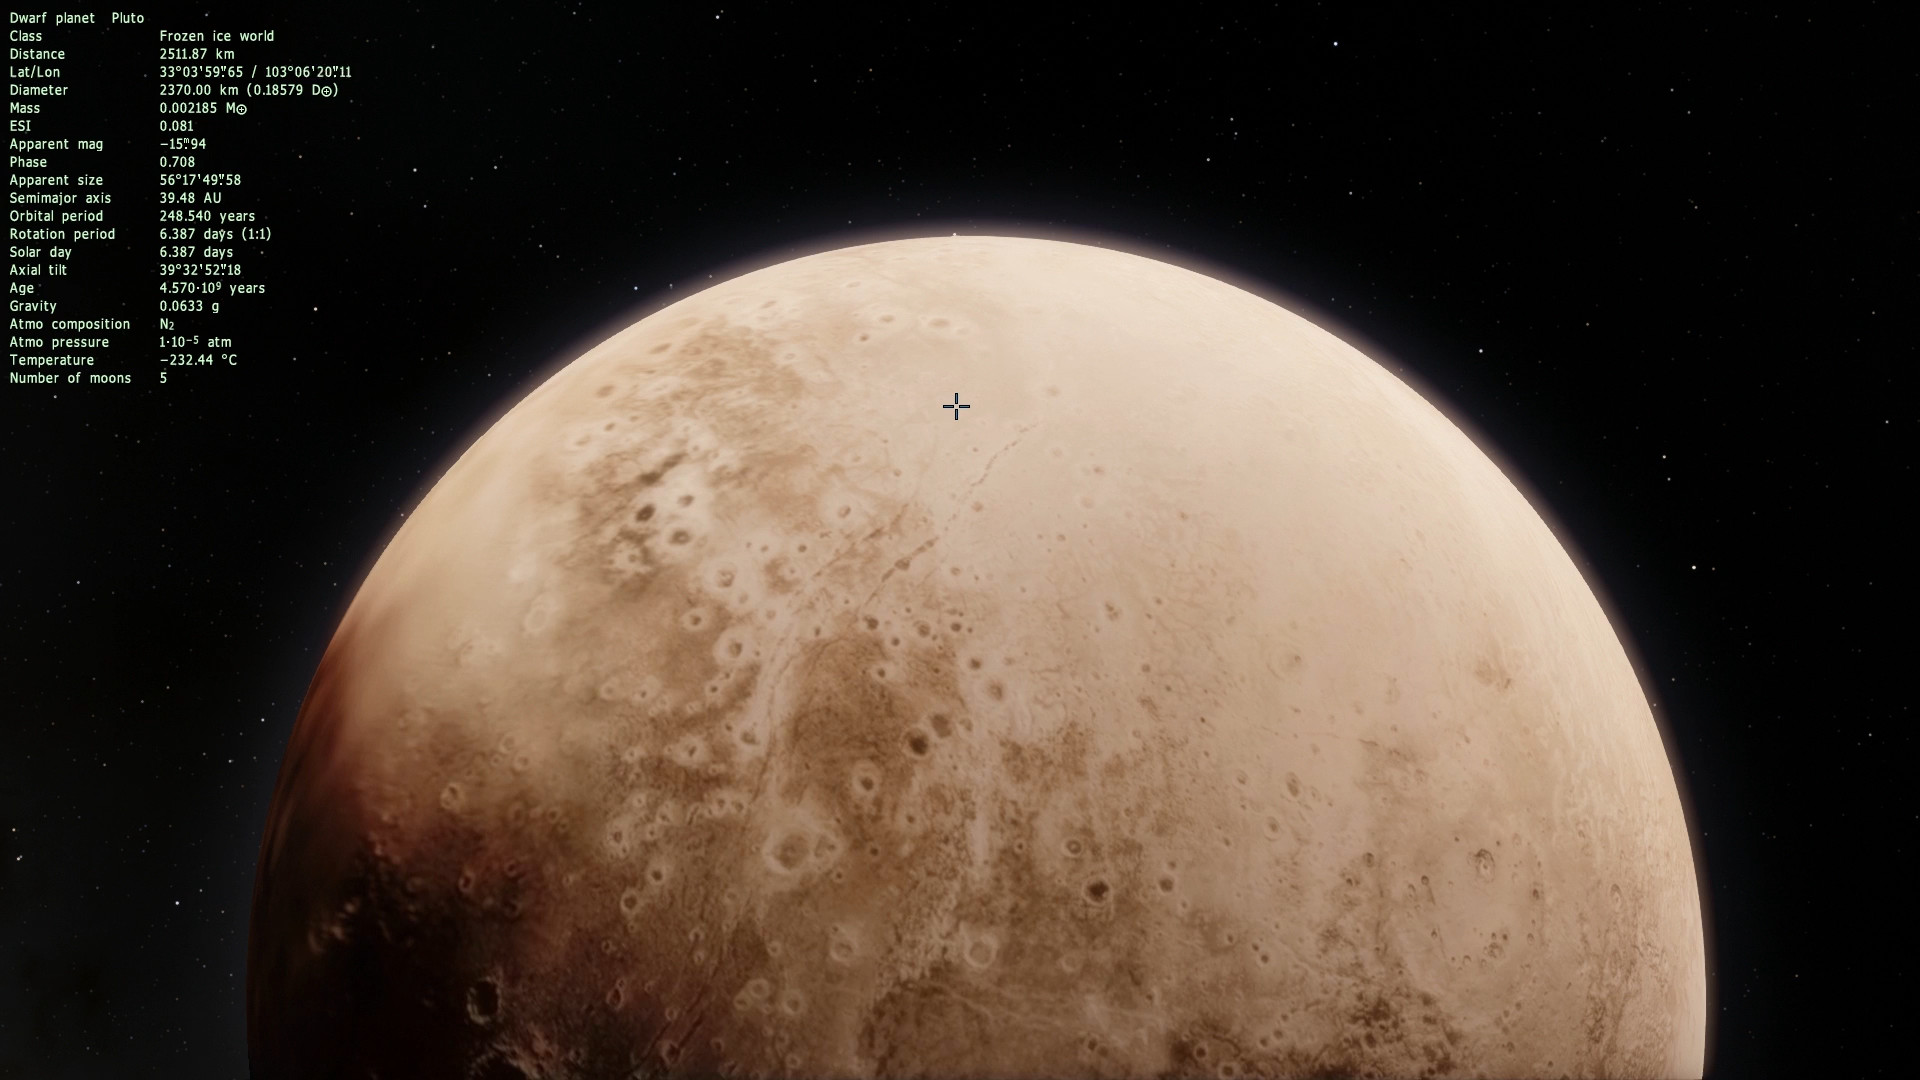 Dwarf planet Pluto
Class Frozen ice world
Distance 2511.87 km
Lat/Lon 33°03'59."65 / 103°06'20."11
Diameter 2370.00 km (0.18579 D⊕)
Mass 0.002185 M⊕
ESI 0.081
Apparent mag −15.ᵐ94
Phase 0.708
Apparent size 56°17'49."58
Semimajor axis 39.48 AU
Orbital period 248.540 years
Rotation period 6.387 days (1:1)
Solar day 6.387 days
Axial tilt 39°32'52."18
Age 4.570·10⁹ years
Gravity 0.0633 g
Atmo composition N₂
Atmo pressure 1·10⁻⁵ atm
Temperature −232.44 °C
Number of moons 5